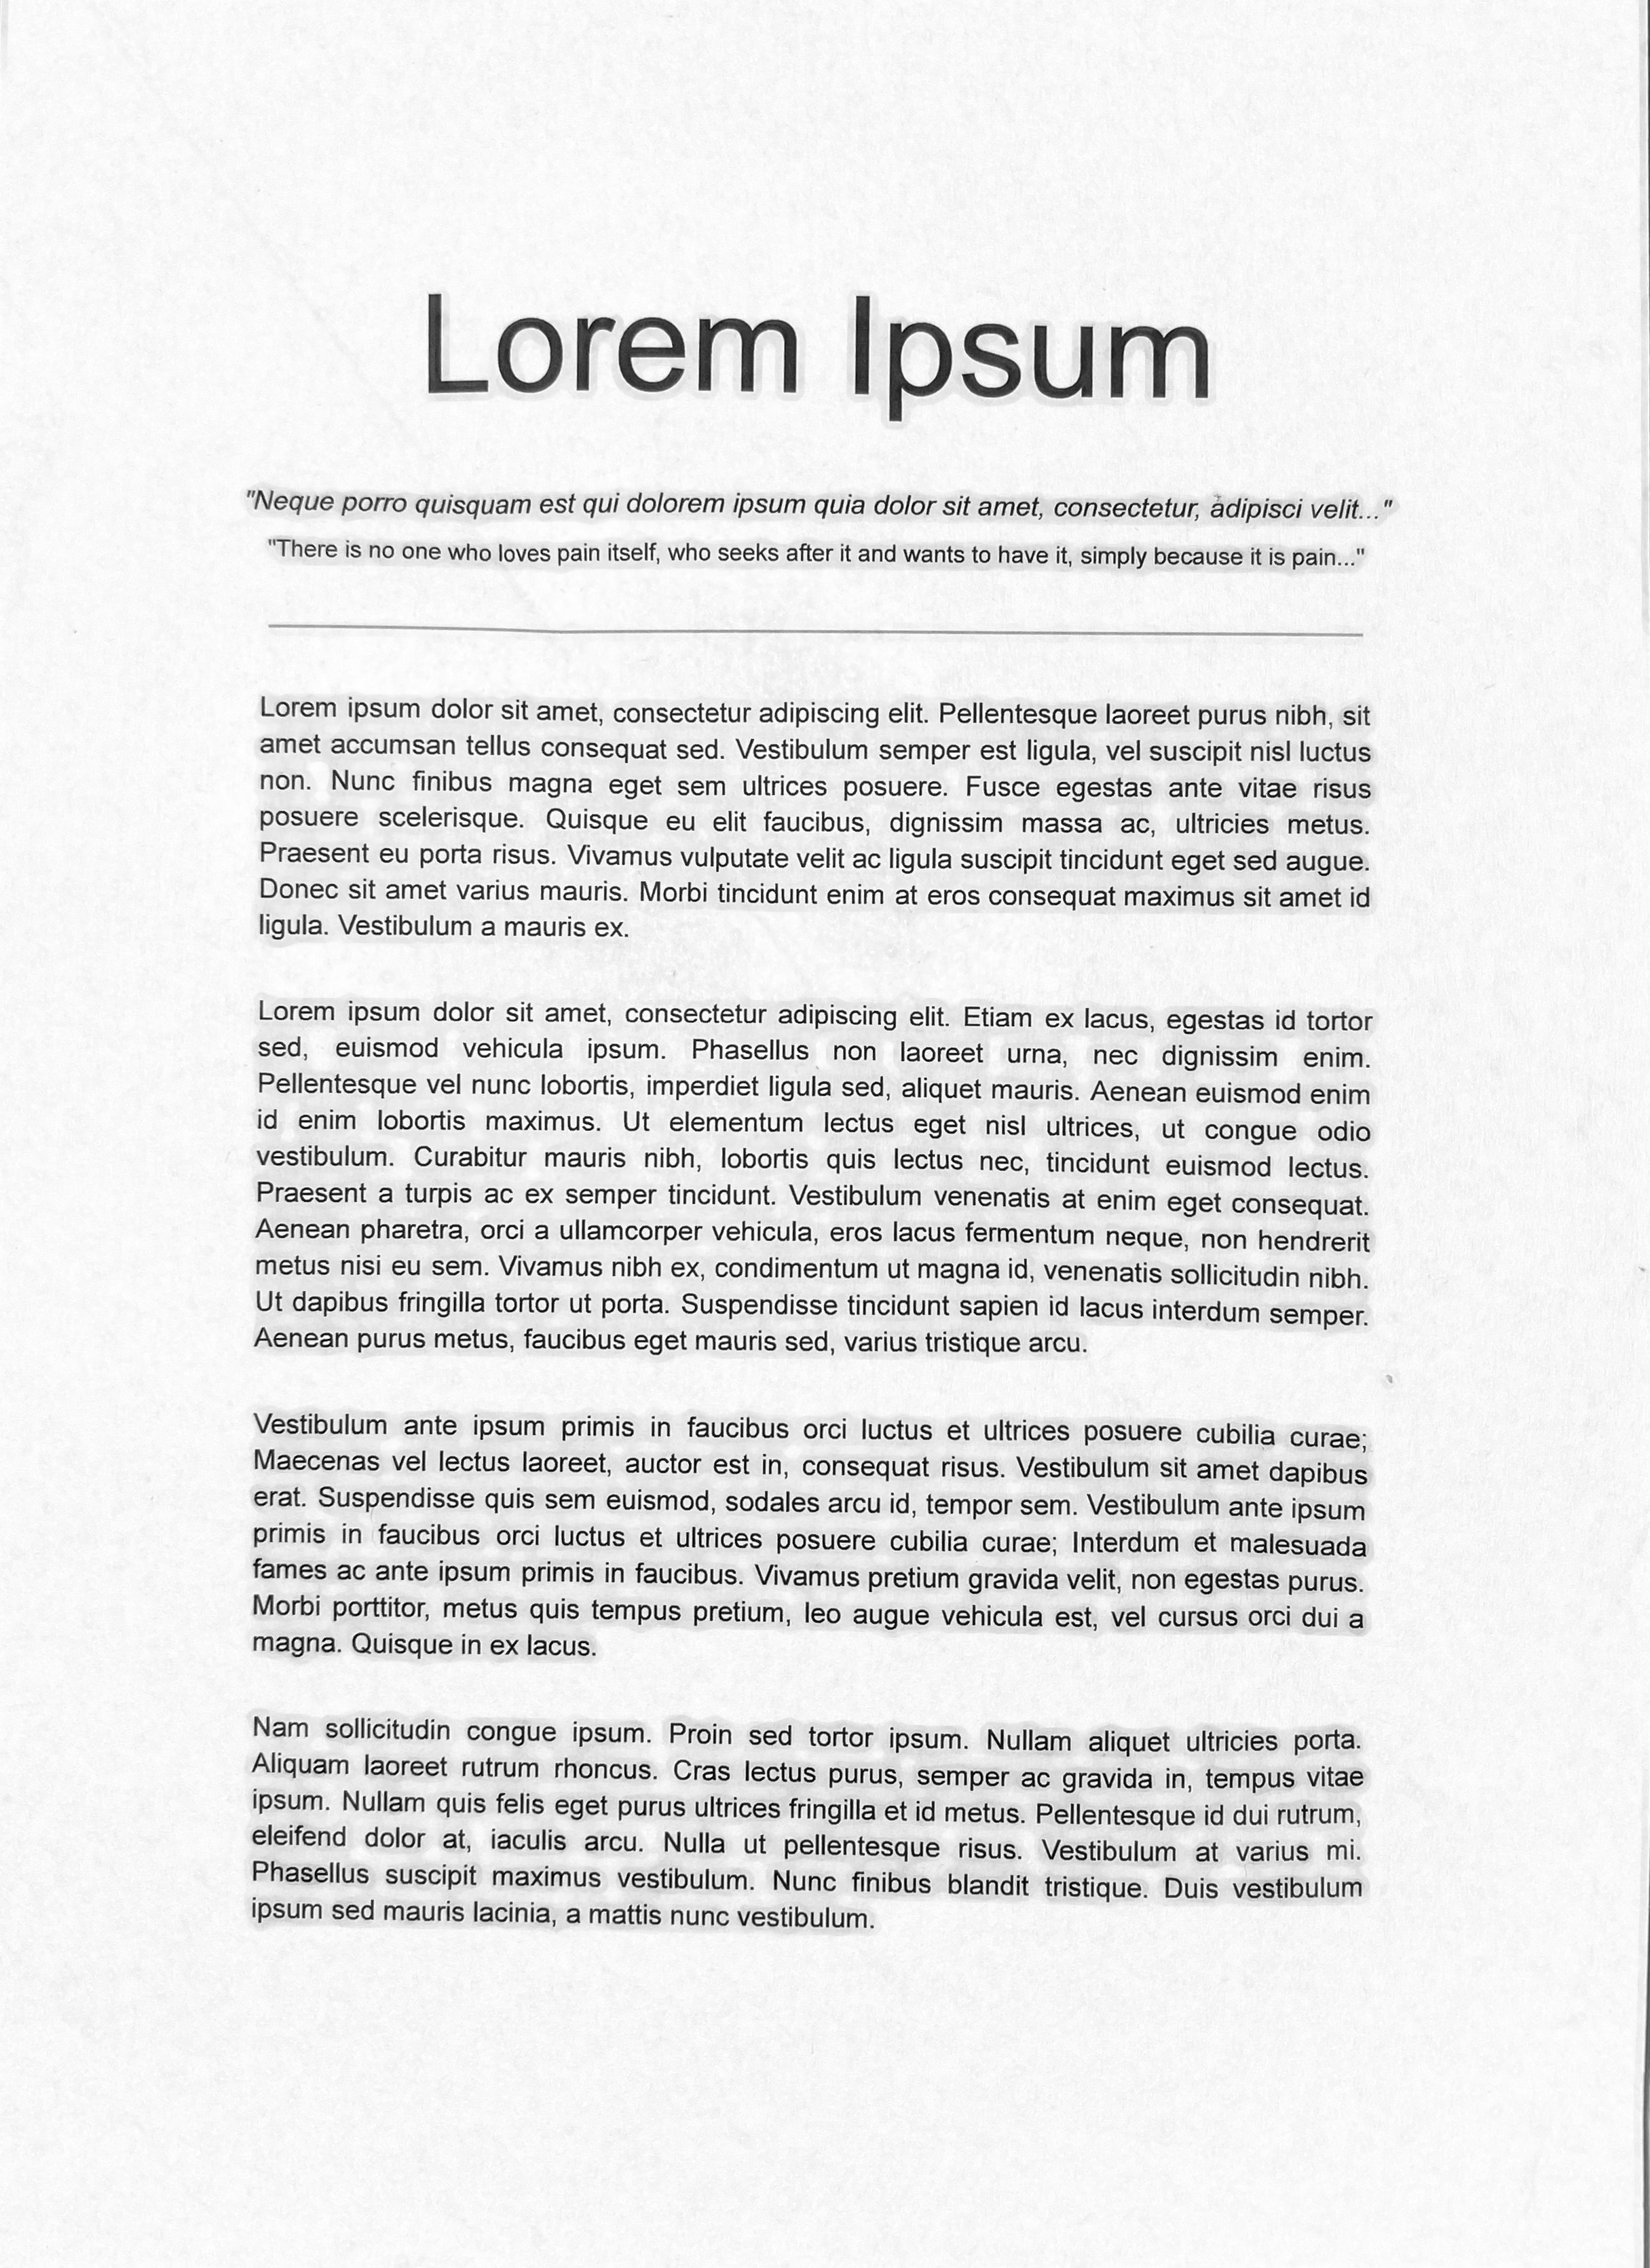 Lorem Ipsum
"Neque porro quisquam est qui dolorem ipsum quia dolor sit amet, consectetur, adipisci velit..."
"There is no one who loves pain itself, who seeks after it and wants to have it, simply because it is pain..."
Lorem ipsum dolor sit amet, consectetur adipiscing elit. Pellentesque laoreet purus nibh, sit
amet accumsan tellus consequat sed. Vestibulum semper est ligula, vel suscipit nisl luctus
non. Nunc finibus magna eget sem ultrices posuere. Fusce egestas ante vitae risus
posuere scelerisque. Quisque eu elit faucibus, dignissim massa ac, ultricies metus.
Praesent eu porta risus. Vivamus vulputate velit ac ligula suscipit tincidunt eget sed augue.
Donec sit amet varius mauris. Morbi tincidunt enim at eros consequat maximus sit amet id
ligula. Vestibulum a mauris ex.
Lorem ipsum dolor sit amet, consectetur adipiscing elit. Etiam ex lacus, egestas id tortor
sed, euismod vehicula ipsum. Phasellus non laoreet urna, nec dignissim enim.
Pellentesque vel nunc lobortis, imperdiet ligula sed, aliquet mauris. Aenean euismod enim
id enim lobortis maximus. Ut elementum lectus eget nisl ultrices, ut congue odio
vestibulum. Curabitur mauris nibh, lobortis quis lectus nec, tincidunt euismod lectus.
Praesent a turpis ac ex semper tincidunt. Vestibulum venenatis at enim eget consequat.
Aenean pharetra, orci a ullamcorper vehicula, eros lacus fermentum neque, non hendrerit
metus nisi eu sem. Vivamus nibh ex, condimentum ut magna id, venenatis sollicitudin nibh.
Ut dapibus fringilla tortor ut porta. Suspendisse tincidunt sapien id lacus interdum semper.
Aenean purus metus, faucibus eget mauris sed, varius tristique arcu.
Vestibulum ante ipsum primis in faucibus orci luctus et ultrices posuere cubilia curae;
Maecenas vel lectus laoreet, auctor est in, consequat risus. Vestibulum sit amet dapibus
erat. Suspendisse quis sem euismod, sodales arcu id, tempor sem. Vestibulum ante ipsum
primis in faucibus orci luctus et ultrices posuere cubilia curae; Interdum et malesuada
fames ac ante ipsum primis in faucibus. Vivamus pretium gravida velit, non egestas purus.
Morbi porttitor, metus quis tempus pretium, leo augue vehicula est, vel cursus orci dui a
magna. Quisque in ex lacus.
Nam sollicitudin congue ipsum. Proin sed tortor ipsum. Nullam aliquet ultricies porta.
Aliquam laoreet rutrum rhoncus. Cras lectus purus, semper ac gravida in, tempus vitae
ipsum. Nullam quis felis eget purus ultrices fringilla et id metus. Pellentesque id dui rutrum,
eleifend dolor at, iaculis arcu. Nulla ut pellentesque risus. Vestibulum at varius mi.
Phasellus suscipit maximus vestibulum. Nunc finibus blandit tristique. Duis vestibulum
ipsum sed mauris lacinia, a mattis nunc vestibulum.